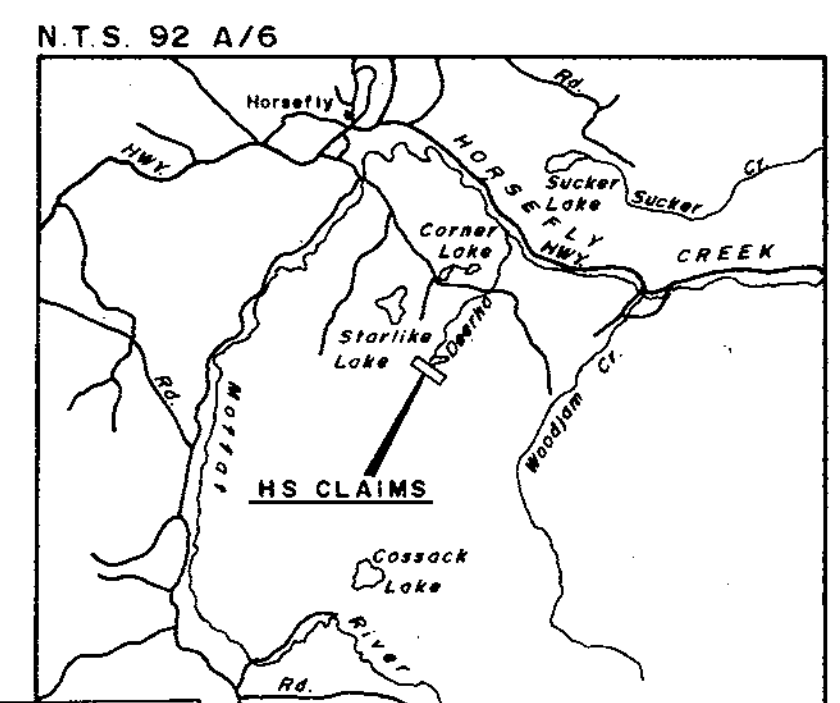 N.T.S. 92 A/6
Rd.
Horsefly
HWY.
HORSEFLY
HWY.
CREEK
Sucker
Lake
Sucker
Cr.
Corner
Lake
Starlike
Lake
Deerho
Rd.
Moffat
Woodjam
Cr.
HS CLAIMS
Cossack
Lake
River
Rd.